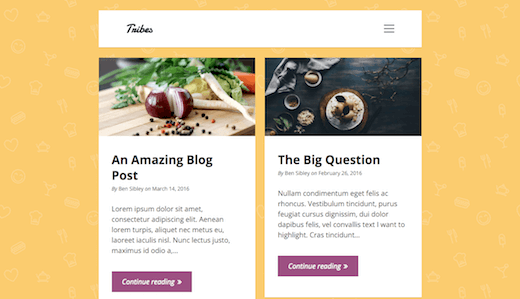 Tribes
An Amazing Blog
Post
By Ben Sibley on March 14, 2016
Lorem ipsum dolor sit amet,
consectetur adipiscing elit. Aenean
lorem turpis, aliquet nec metus eu,
laoreet iaculis nisl. Nunc lectus justo,
maximus id odio a,...
Continue reading »
The Big Question
By Ben Sibley on February 26, 2016
Nullam condimentum eget felis ac
rhoncus. Vestibulum tincidunt, purus
feugiat cursus dignissim, dui dolor
dapibus felis, vel convallis text I want to
highlight. Cras tincidunt...
Continue reading »